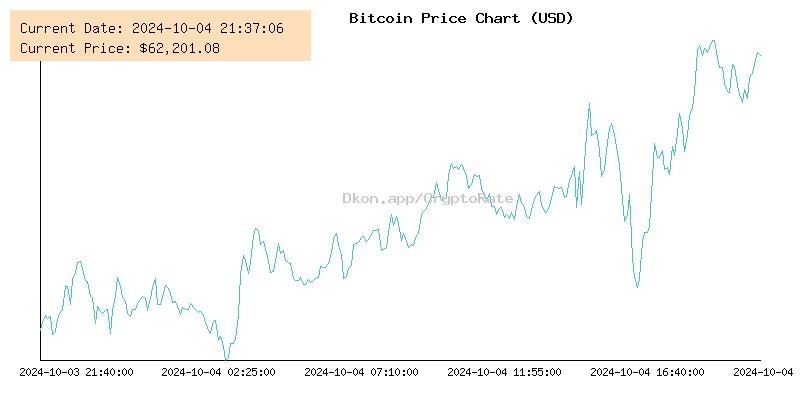 Bitcoin Price Chart (USD)
Current Date: 2024-10-04 21:37:06
Current Price: $62,201.08
Dkon.app/CryptoRate
2024-10-03 21:40:00 2024-10-04 02:25:00 2024-10-04 07:10:00 2024-10-04 11:55:00 2024-10-04 16:40:00 2024-10-04